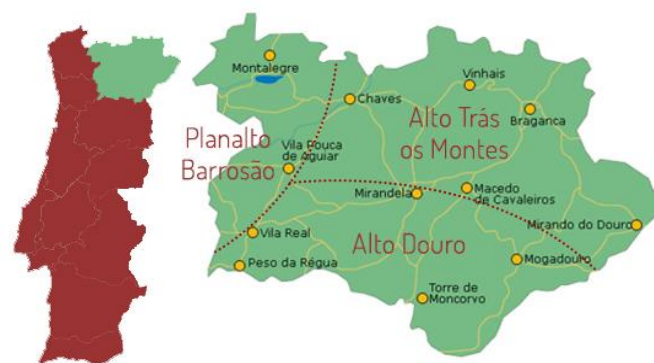 Montalegre
Chaves
Vinhais
Braganca
Alto Trás
os Montes
Planalto
Barrosão
Vila Pouca
de Aguiar
Mirandela
Macedo
de Cavaleiros
Mirando do Douro
Vila Real
Alto Douro
Mogadouro
Peso da Régua
Torre de
Moncorvo